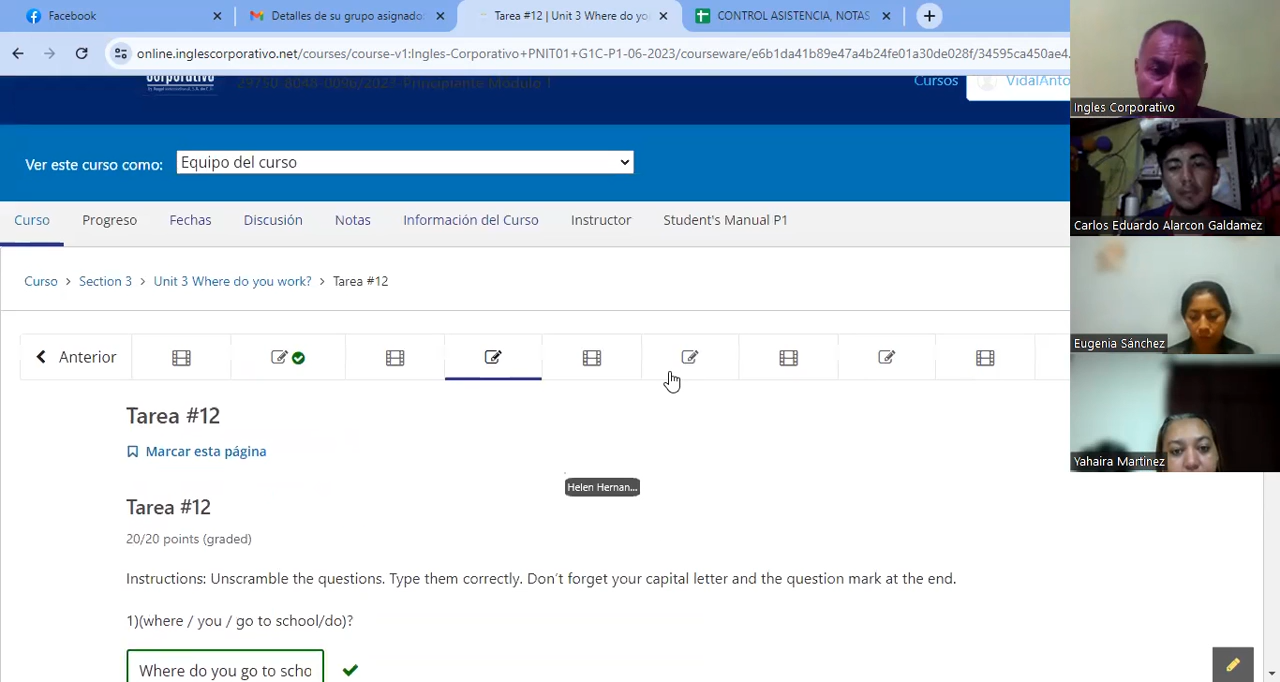 Facebook
Detalles de su grupo asignado
Tarea #12 | Unit 3 Where do yo
CONTROL ASISTENCIA, NOTAS
online.inglescorporativo.net/courses/course-v1:Ingles-Corporativo+PNIT01+G1C-P1-06-2023/courseware/e6b1da41b89e47a4b24fe01a30de028f/34595ca450ae4
corporativo
Principiante Módulo 1
Cursos
VidalAnto
Ver este curso como:
Equipo del curso
Curso
Progreso
Fechas
Discusión
Notas
Información del Curso
Instructor
Student's Manual P1
Curso > Section 3 > Unit 3 Where do you work? > Tarea #12
Anterior
Tarea #12
Marcar esta página
Helen Hernan...
Tarea #12
20/20 points (graded)
Instructions: Unscramble the questions. Type them correctly. Don't forget your capital letter and the question mark at the end.
1)(where / you / go to school/do)?
Where do you go to scho
Ingles Corporativo
Carlos Eduardo Alarcon Galdamez
Eugenia Sánchez
Yahaira Martinez